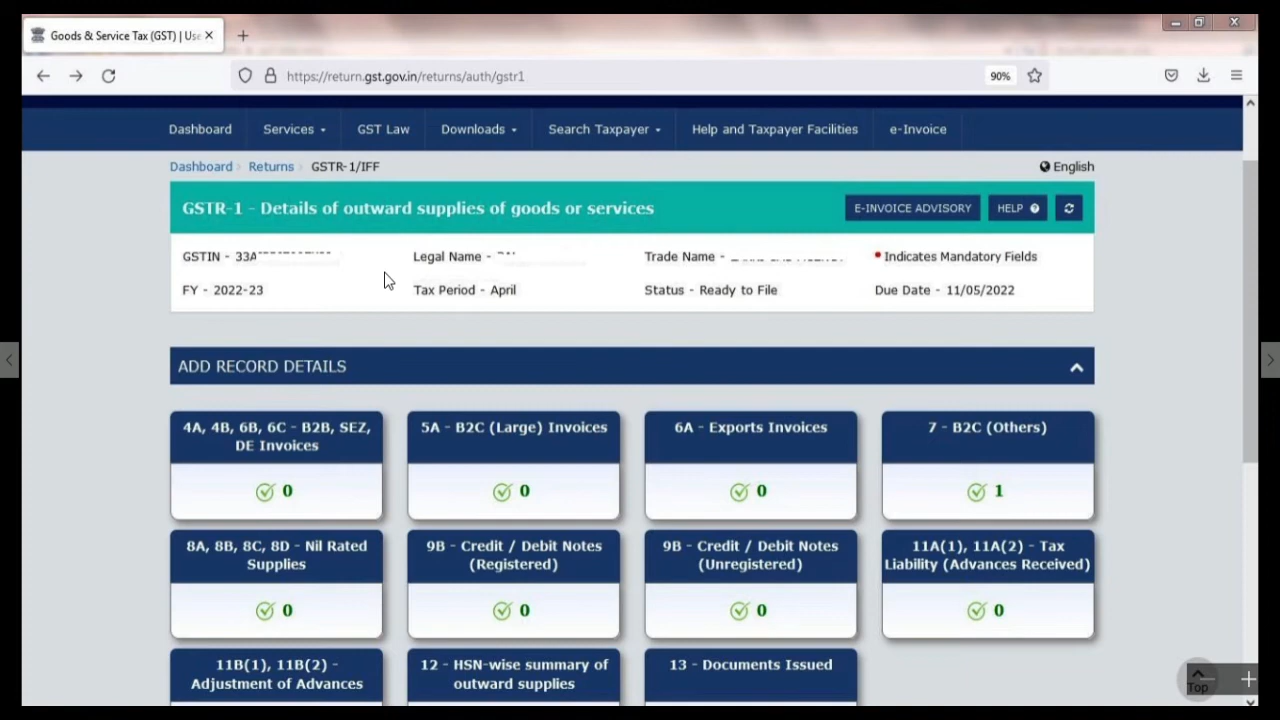 Goods & Service Tax (GST) | Use
https://return.gst.gov.in/returns/auth/gstr1
90%
Dashboard Services GST Law Downloads Search Taxpayer Help and Taxpayer Facilities e-Invoice
Dashboard Returns GSTR-1/IFF English
GSTR-1 - Details of outward supplies of goods or services E-INVOICE ADVISORY HELP
GSTIN - 33A Legal Name - Trade Name - Indicates Mandatory Fields
FY - 2022-23 Tax Period - April Status - Ready to File Due Date - 11/05/2022
ADD RECORD DETAILS
4A, 4B, 6B, 6C - B2B, SEZ,
DE Invoices
0
5A - B2C (Large) Invoices
0
6A - Exports Invoices
0
7 - B2C (Others)
1
8A, 8B, 8C, 8D - Nil Rated
Supplies
0
9B - Credit / Debit Notes
(Registered)
0
9B - Credit / Debit Notes
(Unregistered)
0
11A(1), 11A(2) - Tax
Liability (Advances Received)
0
11B(1), 11B(2) -
Adjustment of Advances
12 - HSN-wise summary of
outward supplies
13 - Documents Issued
Top